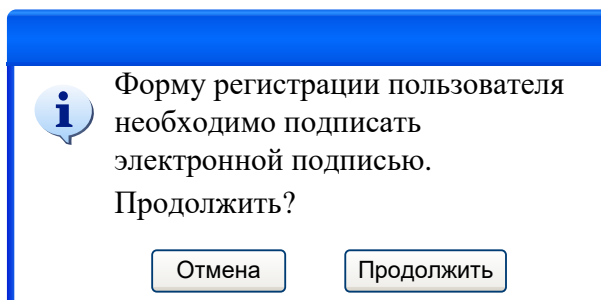 Форму регистрации пользователя
необходимо подписать
электронной подписью.
Продолжить?
Отмена Продолжить